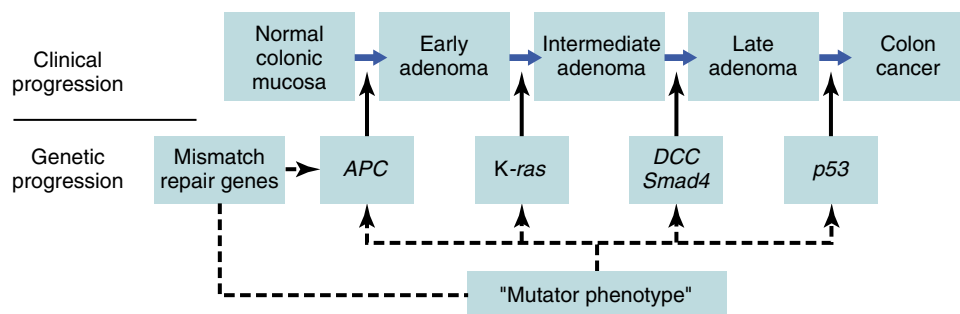 Clinical
progression
Normal
colonic
mucosa
Early
adenoma
Intermediate
adenoma
Late
adenoma
Colon
cancer
Genetic
progression
Mismatch
repair genes
APC
K-ras
DCC
Smad4
p53
"Mutator phenotype"